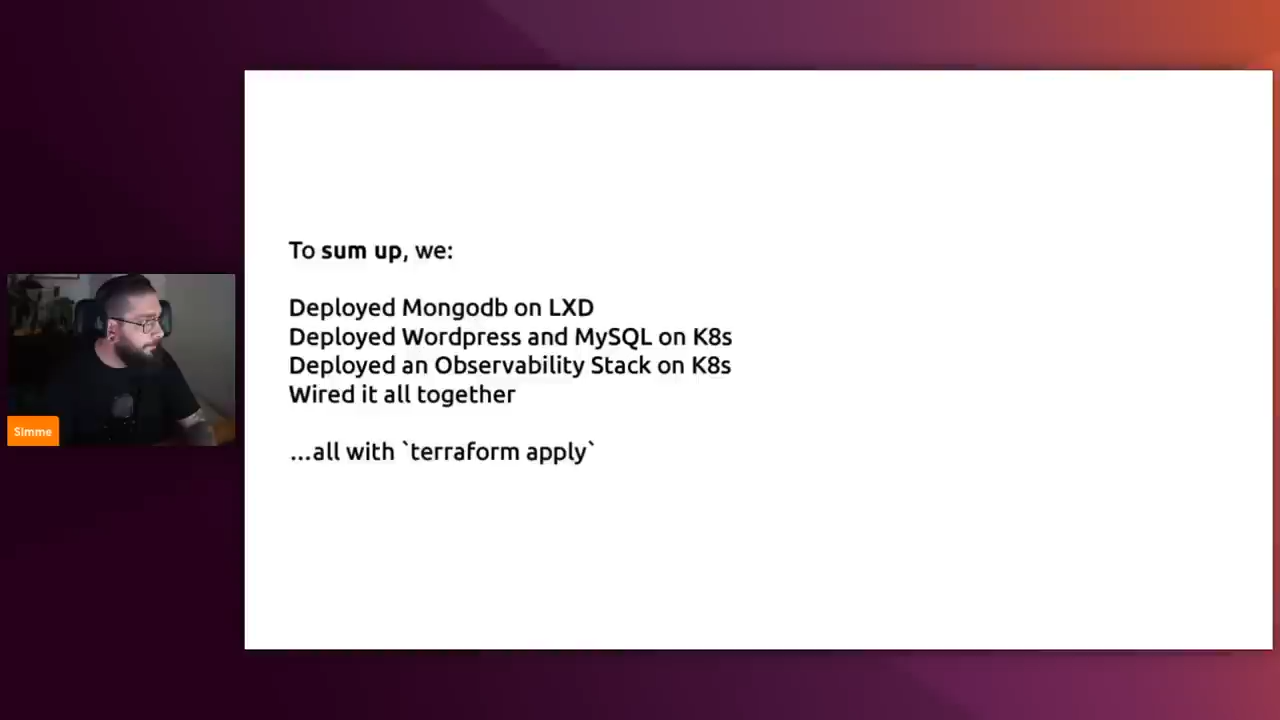 To sum up, we:
Deployed Mongodb on LXD
Deployed Wordpress and MySQL on K8s
Deployed an Observability Stack on K8s
Wired it all together
...all with `terraform apply`
Simme